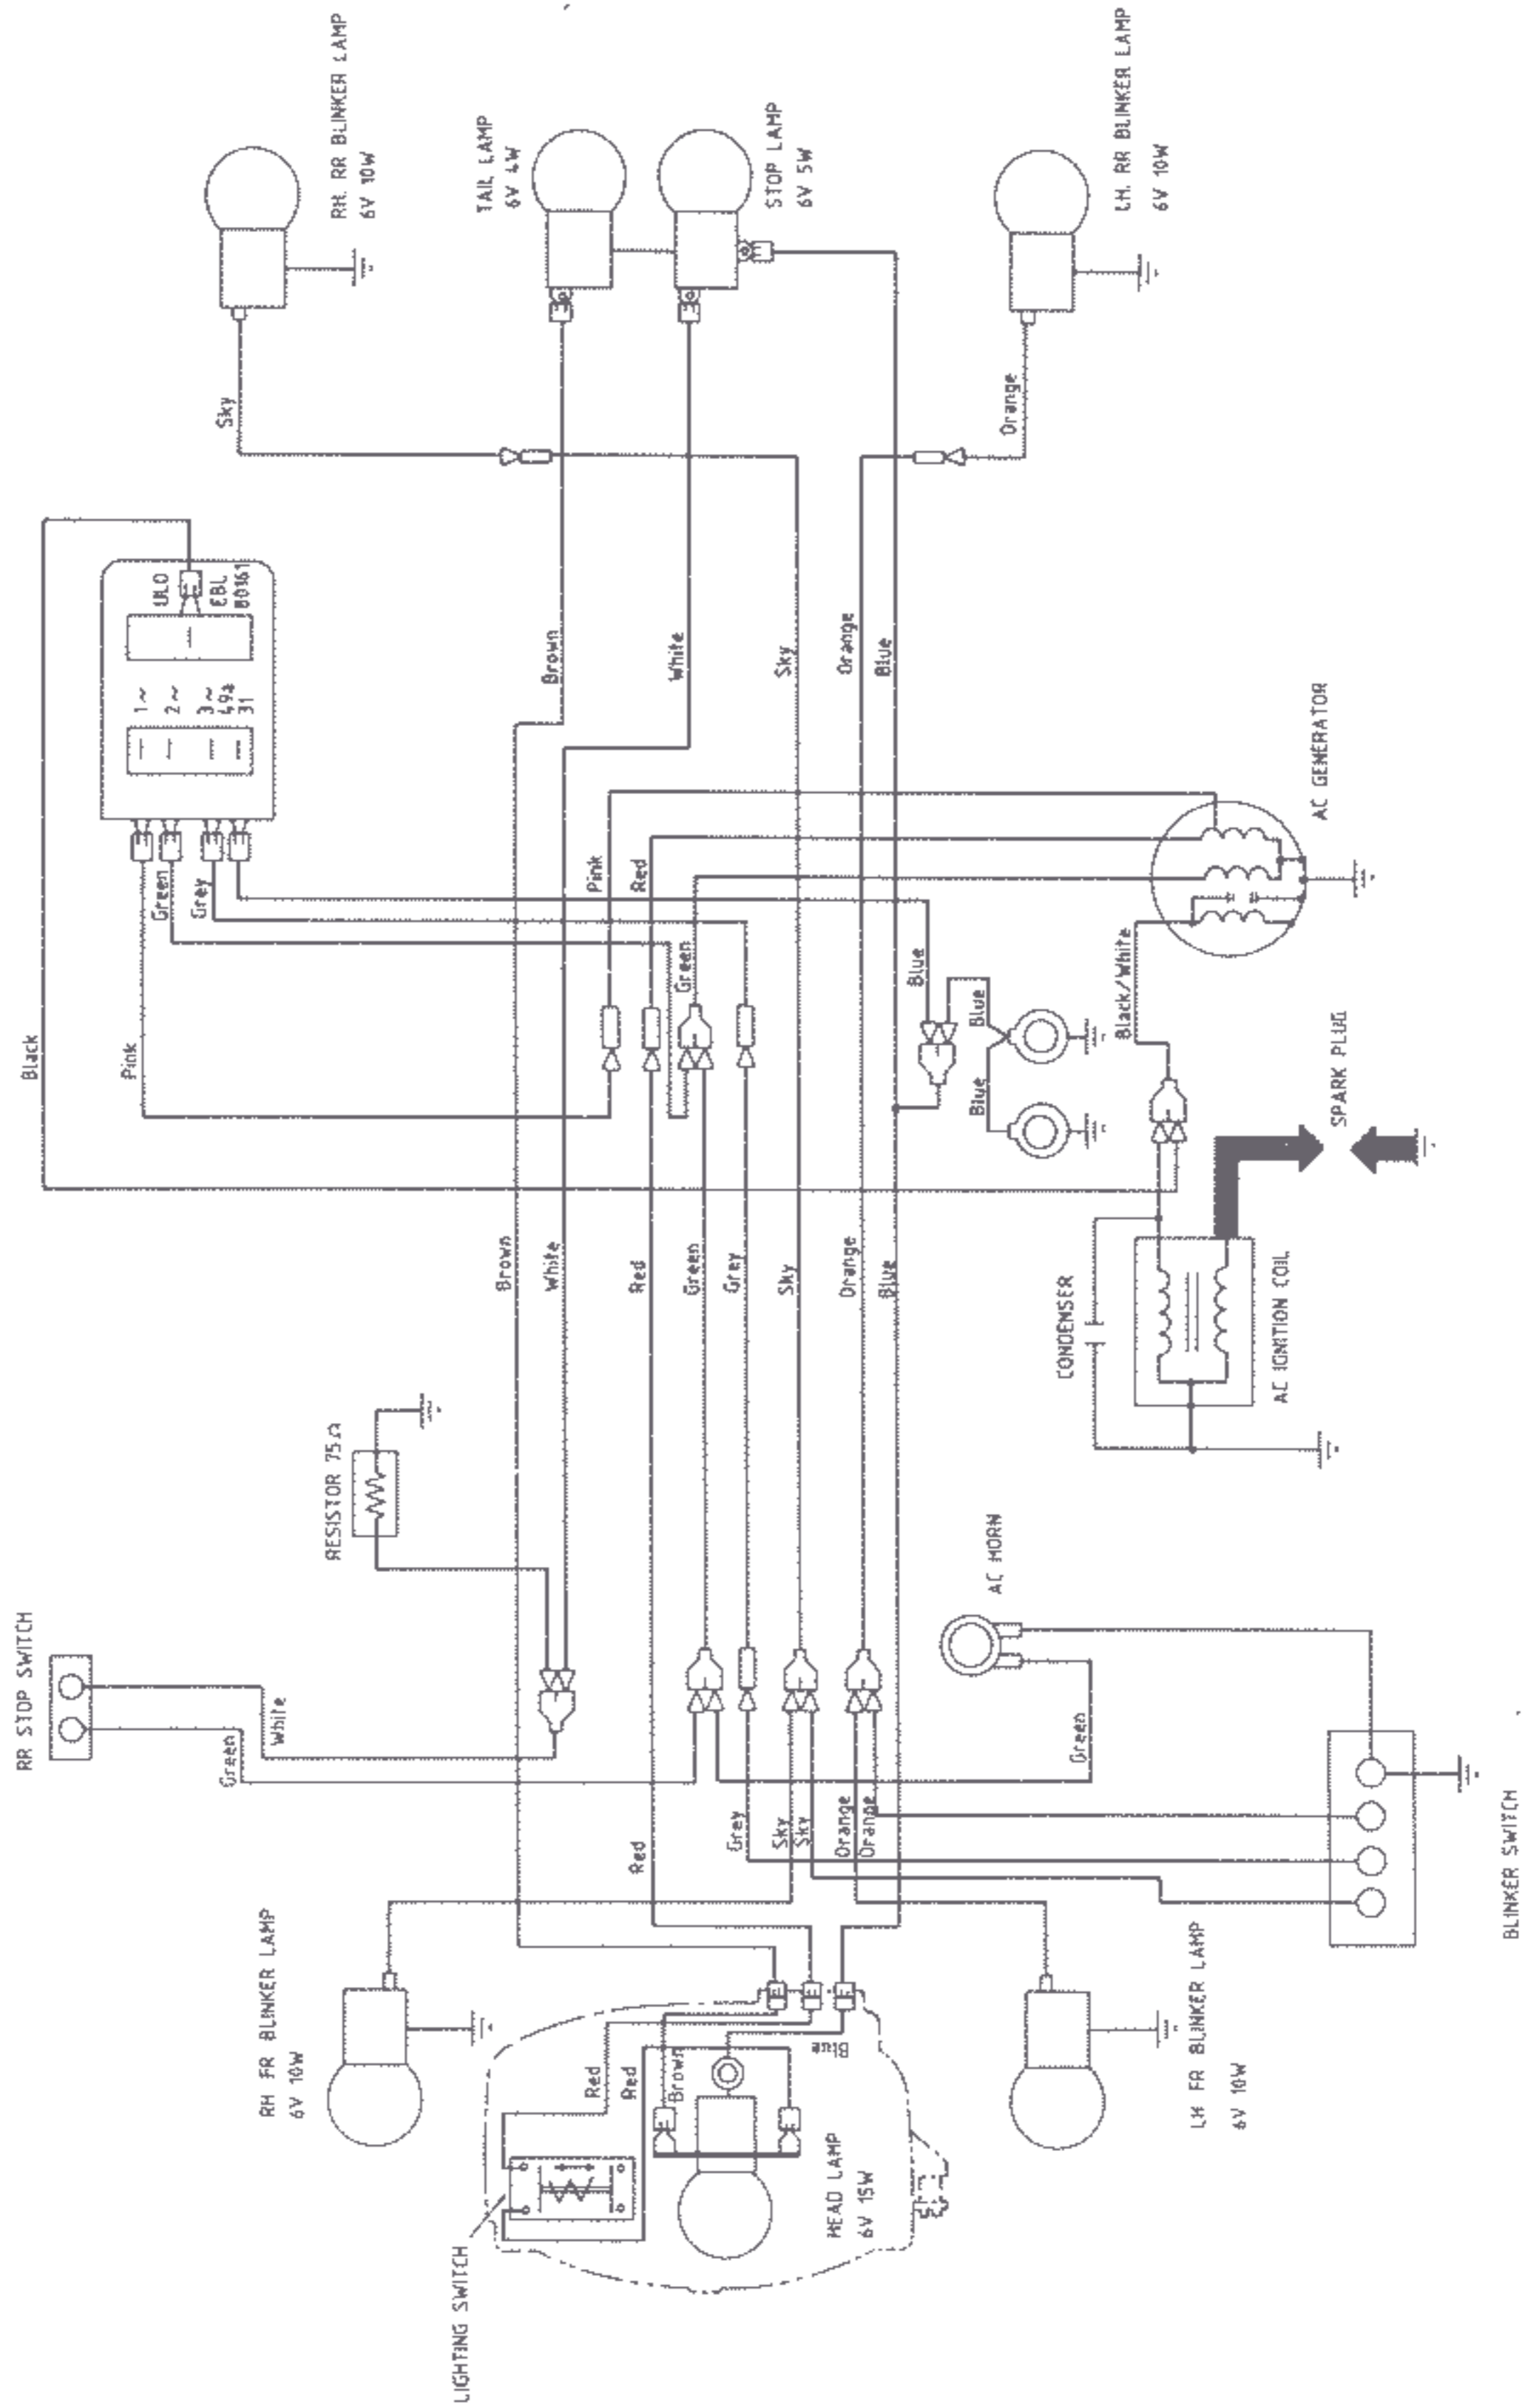 RH. RR BLINKER LAMP
6V 10W
TAIL LAMP
6V 4W
STOP LAMP
6V 5W
LH. RR BLINKER LAMP
6V 10W
Sky
Orange
ULO
EBL
80161
1~
2~
3~
49a
31
Brown
White
Sky
Orange
Blue
AC GENERATOR
Green
Grey
Pink
Red
Green
Blue
Blue
Blue
Black/White
Black
Pink
SPARK PLUG
Brown
White
Red
Green
Grey
Sky
Orange
Blue
CONDENSER
AC IGNITION COIL
RESISTOR 75Ω
AC HORN
RR STOP SWITCH
White
Green
Green
Red
Grey
Sky
Sky
Orange
Orange
BLINKER SWITCH
RH FR BLINKER LAMP
6V 10W
LH FR BLINKER LAMP
6V 10W
Red
Red
Brown
Blue
HEAD LAMP
6V 15W
LIGHTING SWITCH